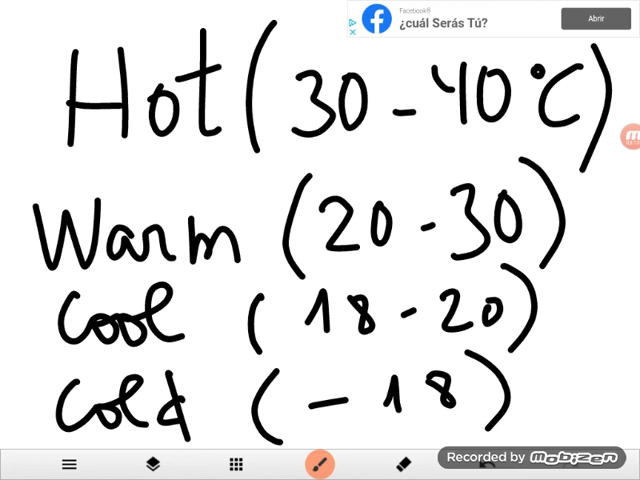 Facebook®
¿cuál Serás Tú?
Abrir
Hot (30 - 40°C)
Warm (20 - 30)
Cool (18 - 20)
Cold (- 18)
Recorded by mobizen